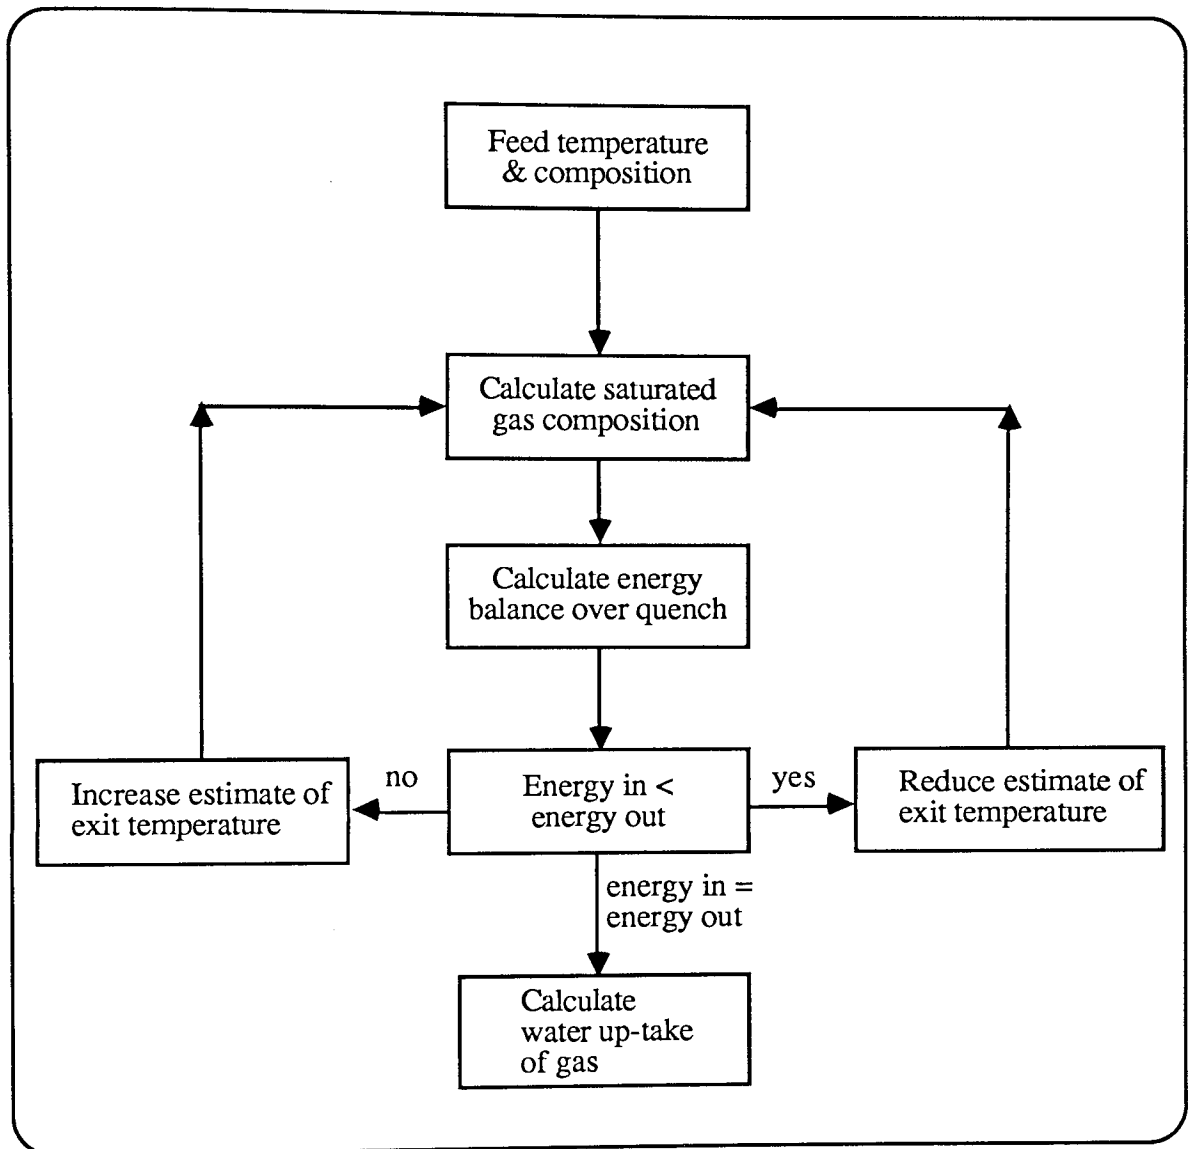 Feed temperature
& composition
Calculate saturated
gas composition
Calculate energy
balance over quench
Increase estimate of
exit temperature
no
Energy in <
energy out
yes
Reduce estimate of
exit temperature
energy in =
energy out
Calculate
water up-take
of gas